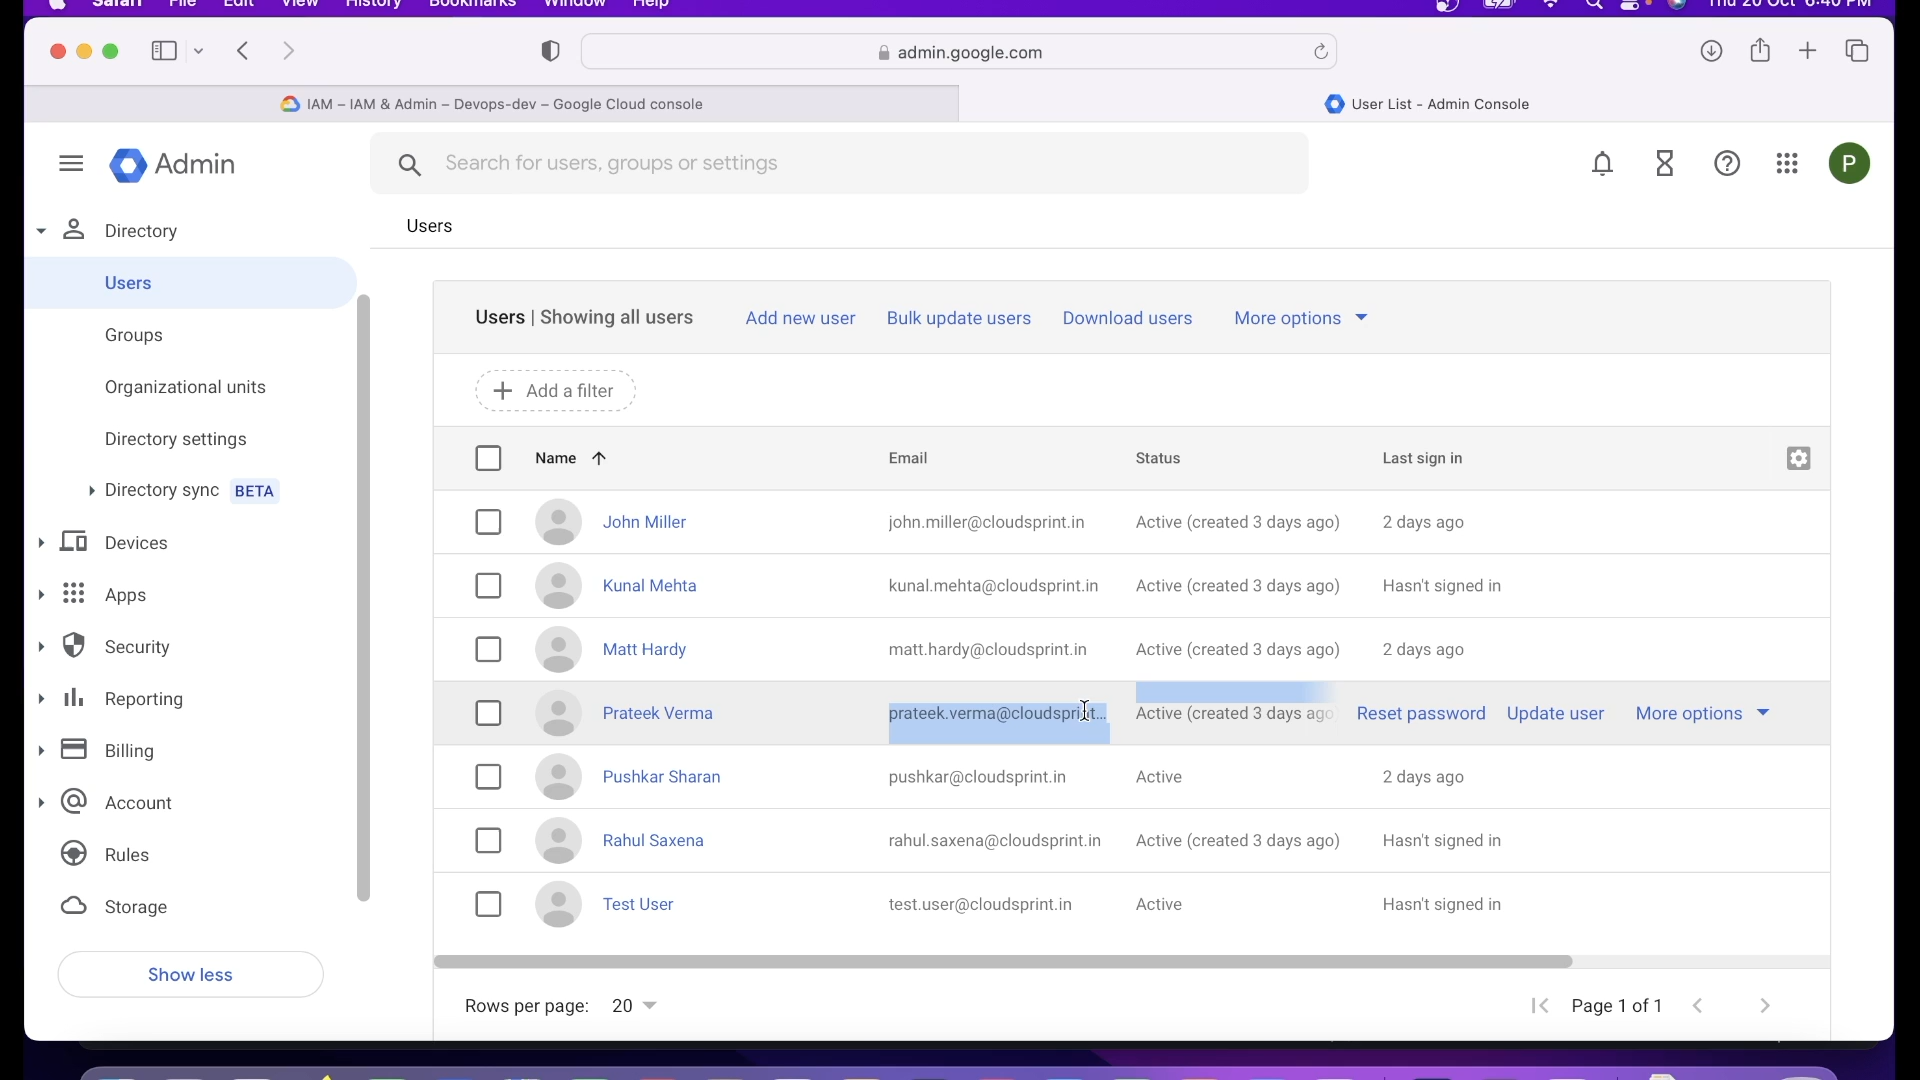 Safari File Edit View History Bookmarks Window Help Thu 20 Oct 6:40 PM
admin.google.com
IAM – IAM & Admin – Devops-dev – Google Cloud console
User List - Admin Console
Admin
Search for users, groups or settings
P
Directory
Users
Groups
Organizational units
Directory settings
Directory sync BETA
Devices
Apps
Security
Reporting
Billing
Account
Rules
Storage
Show less
Users
Users | Showing all users Add new user Bulk update users Download users More options
Add a filter
Name Email Status Last sign in
John Miller john.miller@cloudsprint.in Active (created 3 days ago) 2 days ago
Kunal Mehta kunal.mehta@cloudsprint.in Active (created 3 days ago) Hasn't signed in
Matt Hardy matt.hardy@cloudsprint.in Active (created 3 days ago) 2 days ago
Prateek Verma prateek.verma@cloudsprint... Active (created 3 days ago Reset password Update user More options
Pushkar Sharan pushkar@cloudsprint.in Active 2 days ago
Rahul Saxena rahul.saxena@cloudsprint.in Active (created 3 days ago) Hasn't signed in
Test User test.user@cloudsprint.in Active Hasn't signed in
Rows per page: 20 Page 1 of 1